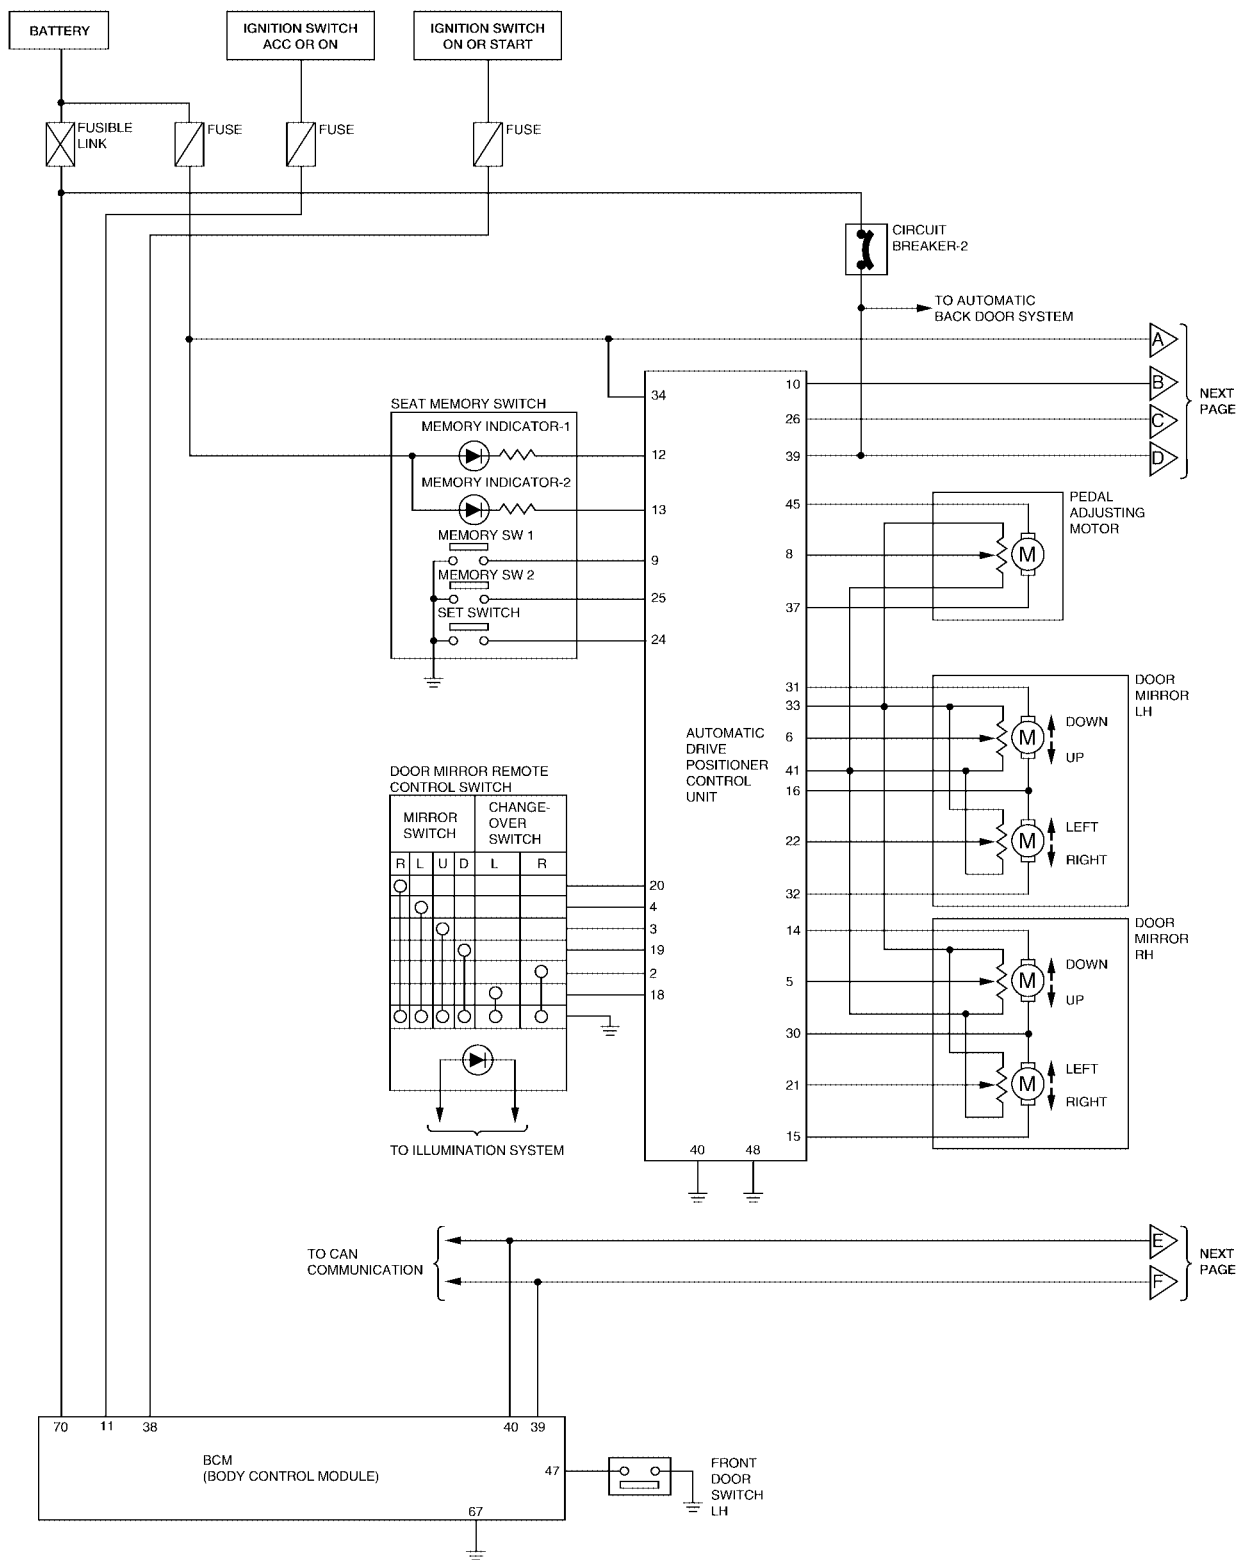 BATTERY
IGNITION SWITCH
ACC OR ON
IGNITION SWITCH
ON OR START
FUSIBLE
LINK
FUSE
FUSE
FUSE
CIRCUIT
BREAKER-2
TO AUTOMATIC
BACK DOOR SYSTEM
A
B
C
D
NEXT
PAGE
SEAT MEMORY SWITCH
MEMORY INDICATOR-1
MEMORY INDICATOR-2
MEMORY SW 1
MEMORY SW 2
SET SWITCH
34
12
13
9
25
24
10
26
39
45
8
37
31
33
6
41
16
22
32
14
5
30
21
15
AUTOMATIC
DRIVE
POSITIONER
CONTROL
UNIT
40 48
PEDAL
ADJUSTING
MOTOR
M
DOOR
MIRROR
LH
M
DOWN
UP
M
LEFT
RIGHT
DOOR
MIRROR
RH
M
DOWN
UP
M
LEFT
RIGHT
DOOR MIRROR REMOTE
CONTROL SWITCH
MIRROR
SWITCH
CHANGE-
OVER
SWITCH
R L U D L R
20
4
3
19
2
18
TO ILLUMINATION SYSTEM
TO CAN
COMMUNICATION
E
F
NEXT
PAGE
70 11 38 40 39
BCM
(BODY CONTROL MODULE)
47
67
FRONT
DOOR
SWITCH
LH